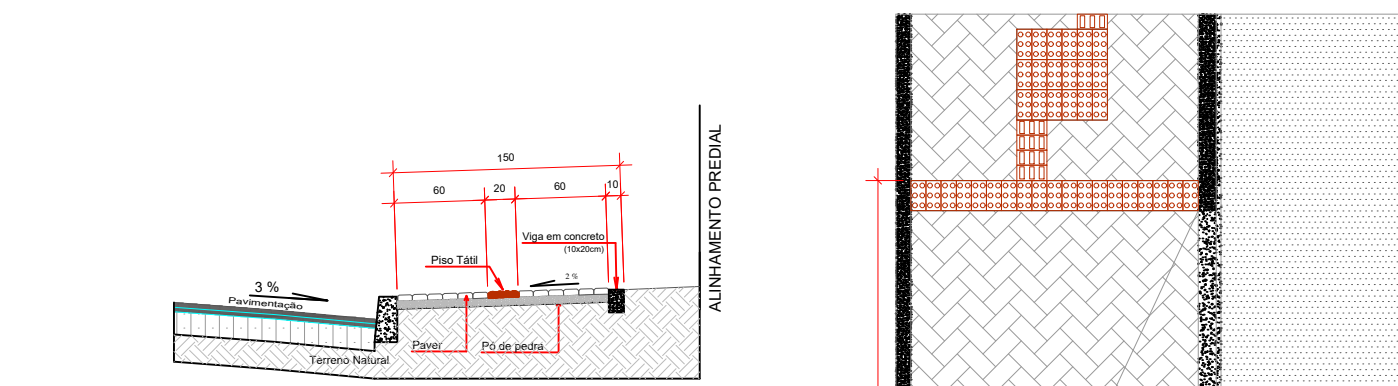 150
60
20
60
10
ALINHAMENTO PREDIAL
Viga em concreto
(10x20cm)
Piso Tátil
2 %
3 %
Pavimentação
Paver
Pó de pedra
Terreno Natural